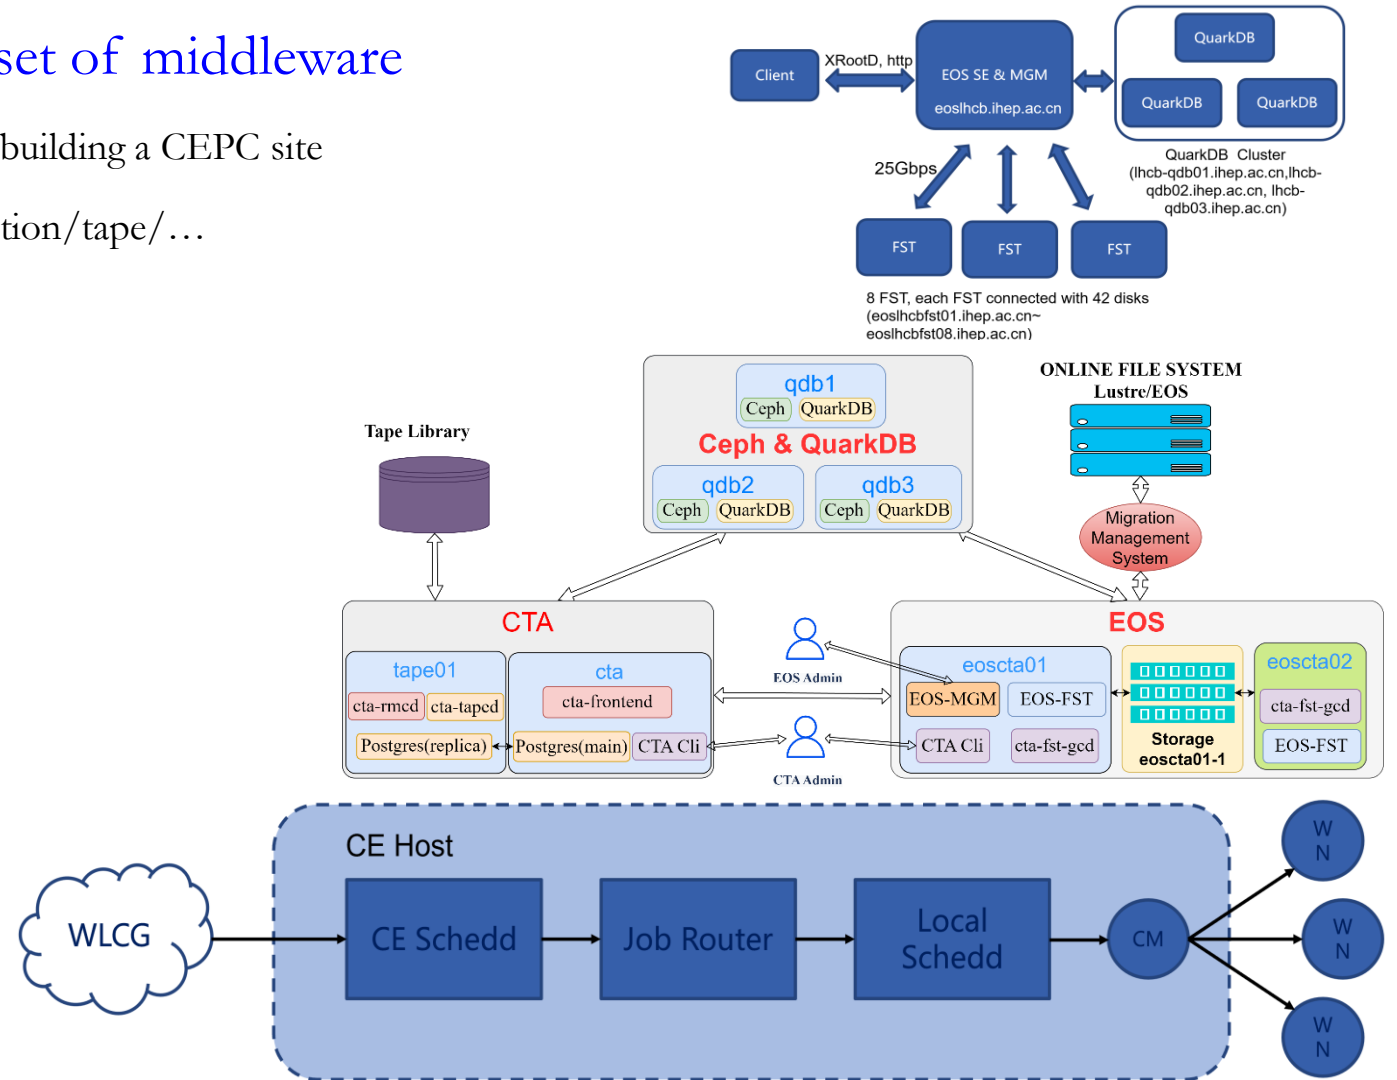 set of middleware
building a CEPC site
tion/tape/…
Client
XRootD, http
EOS SE & MGM
eoslhcb.ihep.ac.cn
QuarkDB
QuarkDB
QuarkDB
QuarkDB Cluster
(lhcb-qdb01.ihep.ac.cn,lhcb-
qdb02.ihep.ac.cn, lhcb-
qdb03.ihep.ac.cn)
25Gbps
FST
FST
FST
8 FST, each FST connected with 42 disks
(eoslhcbfst01.ihep.ac.cn~
eoslhcbfst08.ihep.ac.cn)
Tape Library
qdb1
Ceph
QuarkDB
Ceph & QuarkDB
qdb2
Ceph
QuarkDB
qdb3
Ceph
QuarkDB
ONLINE FILE SYSTEM
Lustre/EOS
Migration
Management
System
CTA
tape01
cta-rmcd
cta-taped
Postgres(replica)
cta
cta-frontend
Postgres(main)
CTA Cli
EOS Admin
CTA Admin
EOS
eoscta01
EOS-MGM
EOS-FST
CTA Cli
cta-fst-gcd
Storage
eoscta01-1
eoscta02
cta-fst-gcd
EOS-FST
CE Host
WLCG
CE Schedd
Job Router
Local
Schedd
CM
W
N
W
N
W
N